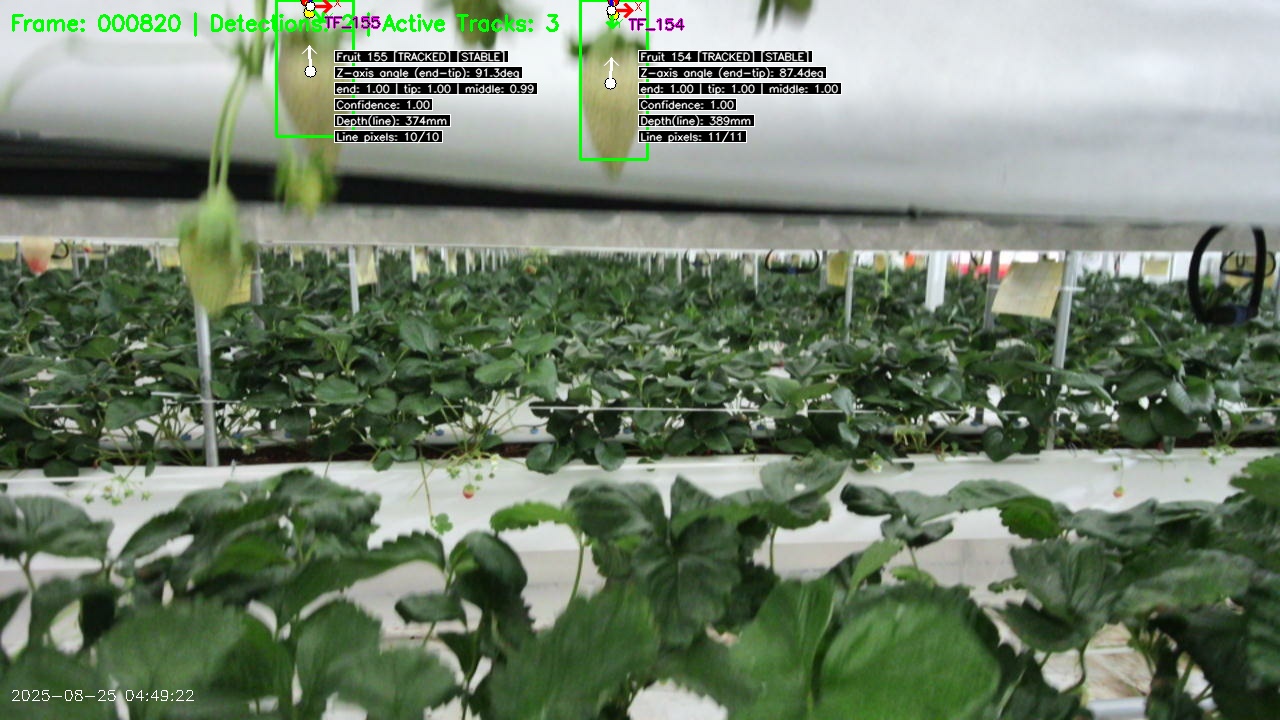 Frame: 000820 | Detections: 2 | Active Tracks: 3
TF_155
TF_154
Fruit 155 [TRACKED] [STABLE]
Z-axis angle (end-tip): 91.3deg
end: 1.00 | tip: 1.00 | middle: 0.99
Confidence: 1.00
Depth(line): 374mm
Line pixels: 10/10
Fruit 154 [TRACKED] [STABLE]
Z-axis angle (end-tip): 87.4deg
end: 1.00 | tip: 1.00 | middle: 1.00
Confidence: 1.00
Depth(line): 389mm
Line pixels: 11/11
2025-08-25 04:49:22